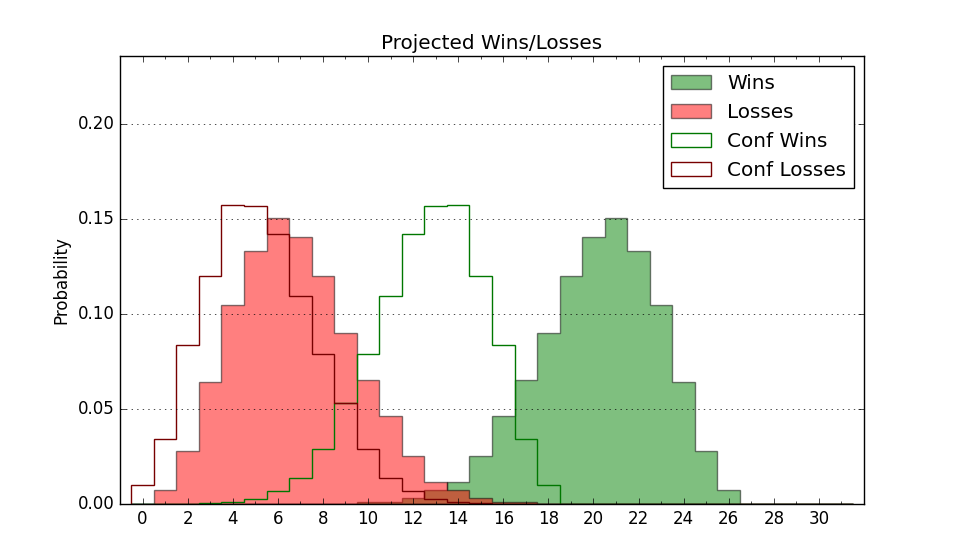 Projected Wins/Losses
Wins
Losses
Conf Wins
Conf Losses
Probability
0.20
0.15
0.10
0.05
0.00
0 2 4 6 8 10 12 14 16 18 20 22 24 26 28 30